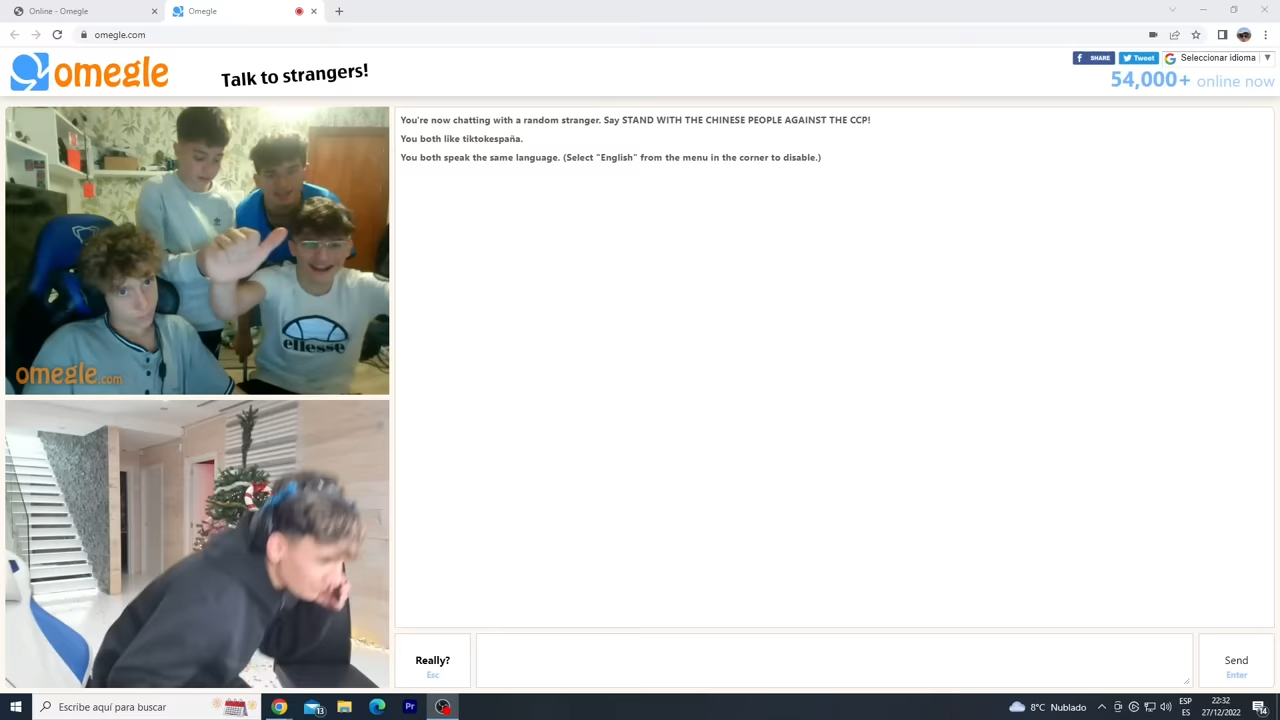 Online - Omegle
Omegle
omegle.com
omegle
Talk to strangers!
SHARE
Tweet
Seleccionar idioma
54,000+ online now
You're now chatting with a random stranger. Say STAND WITH THE CHINESE PEOPLE AGAINST THE CCP!
You both like tiktokespaña.
You both speak the same language. (Select "English" from the menu in the corner to disable.)
ellesse
omegle.com
Really?
Esc
Send
Enter
Escribe aquí para buscar
13
Pr
8°C Nublado
ESP
ES
22:32
27/12/2022
14